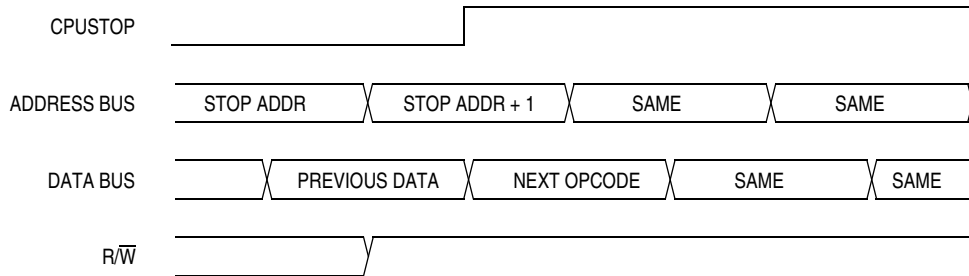 CPUSTOP
ADDRESS BUS STOP ADDR STOP ADDR + 1 SAME SAME
DATA BUS PREVIOUS DATA NEXT OPCODE SAME SAME
R/W̅